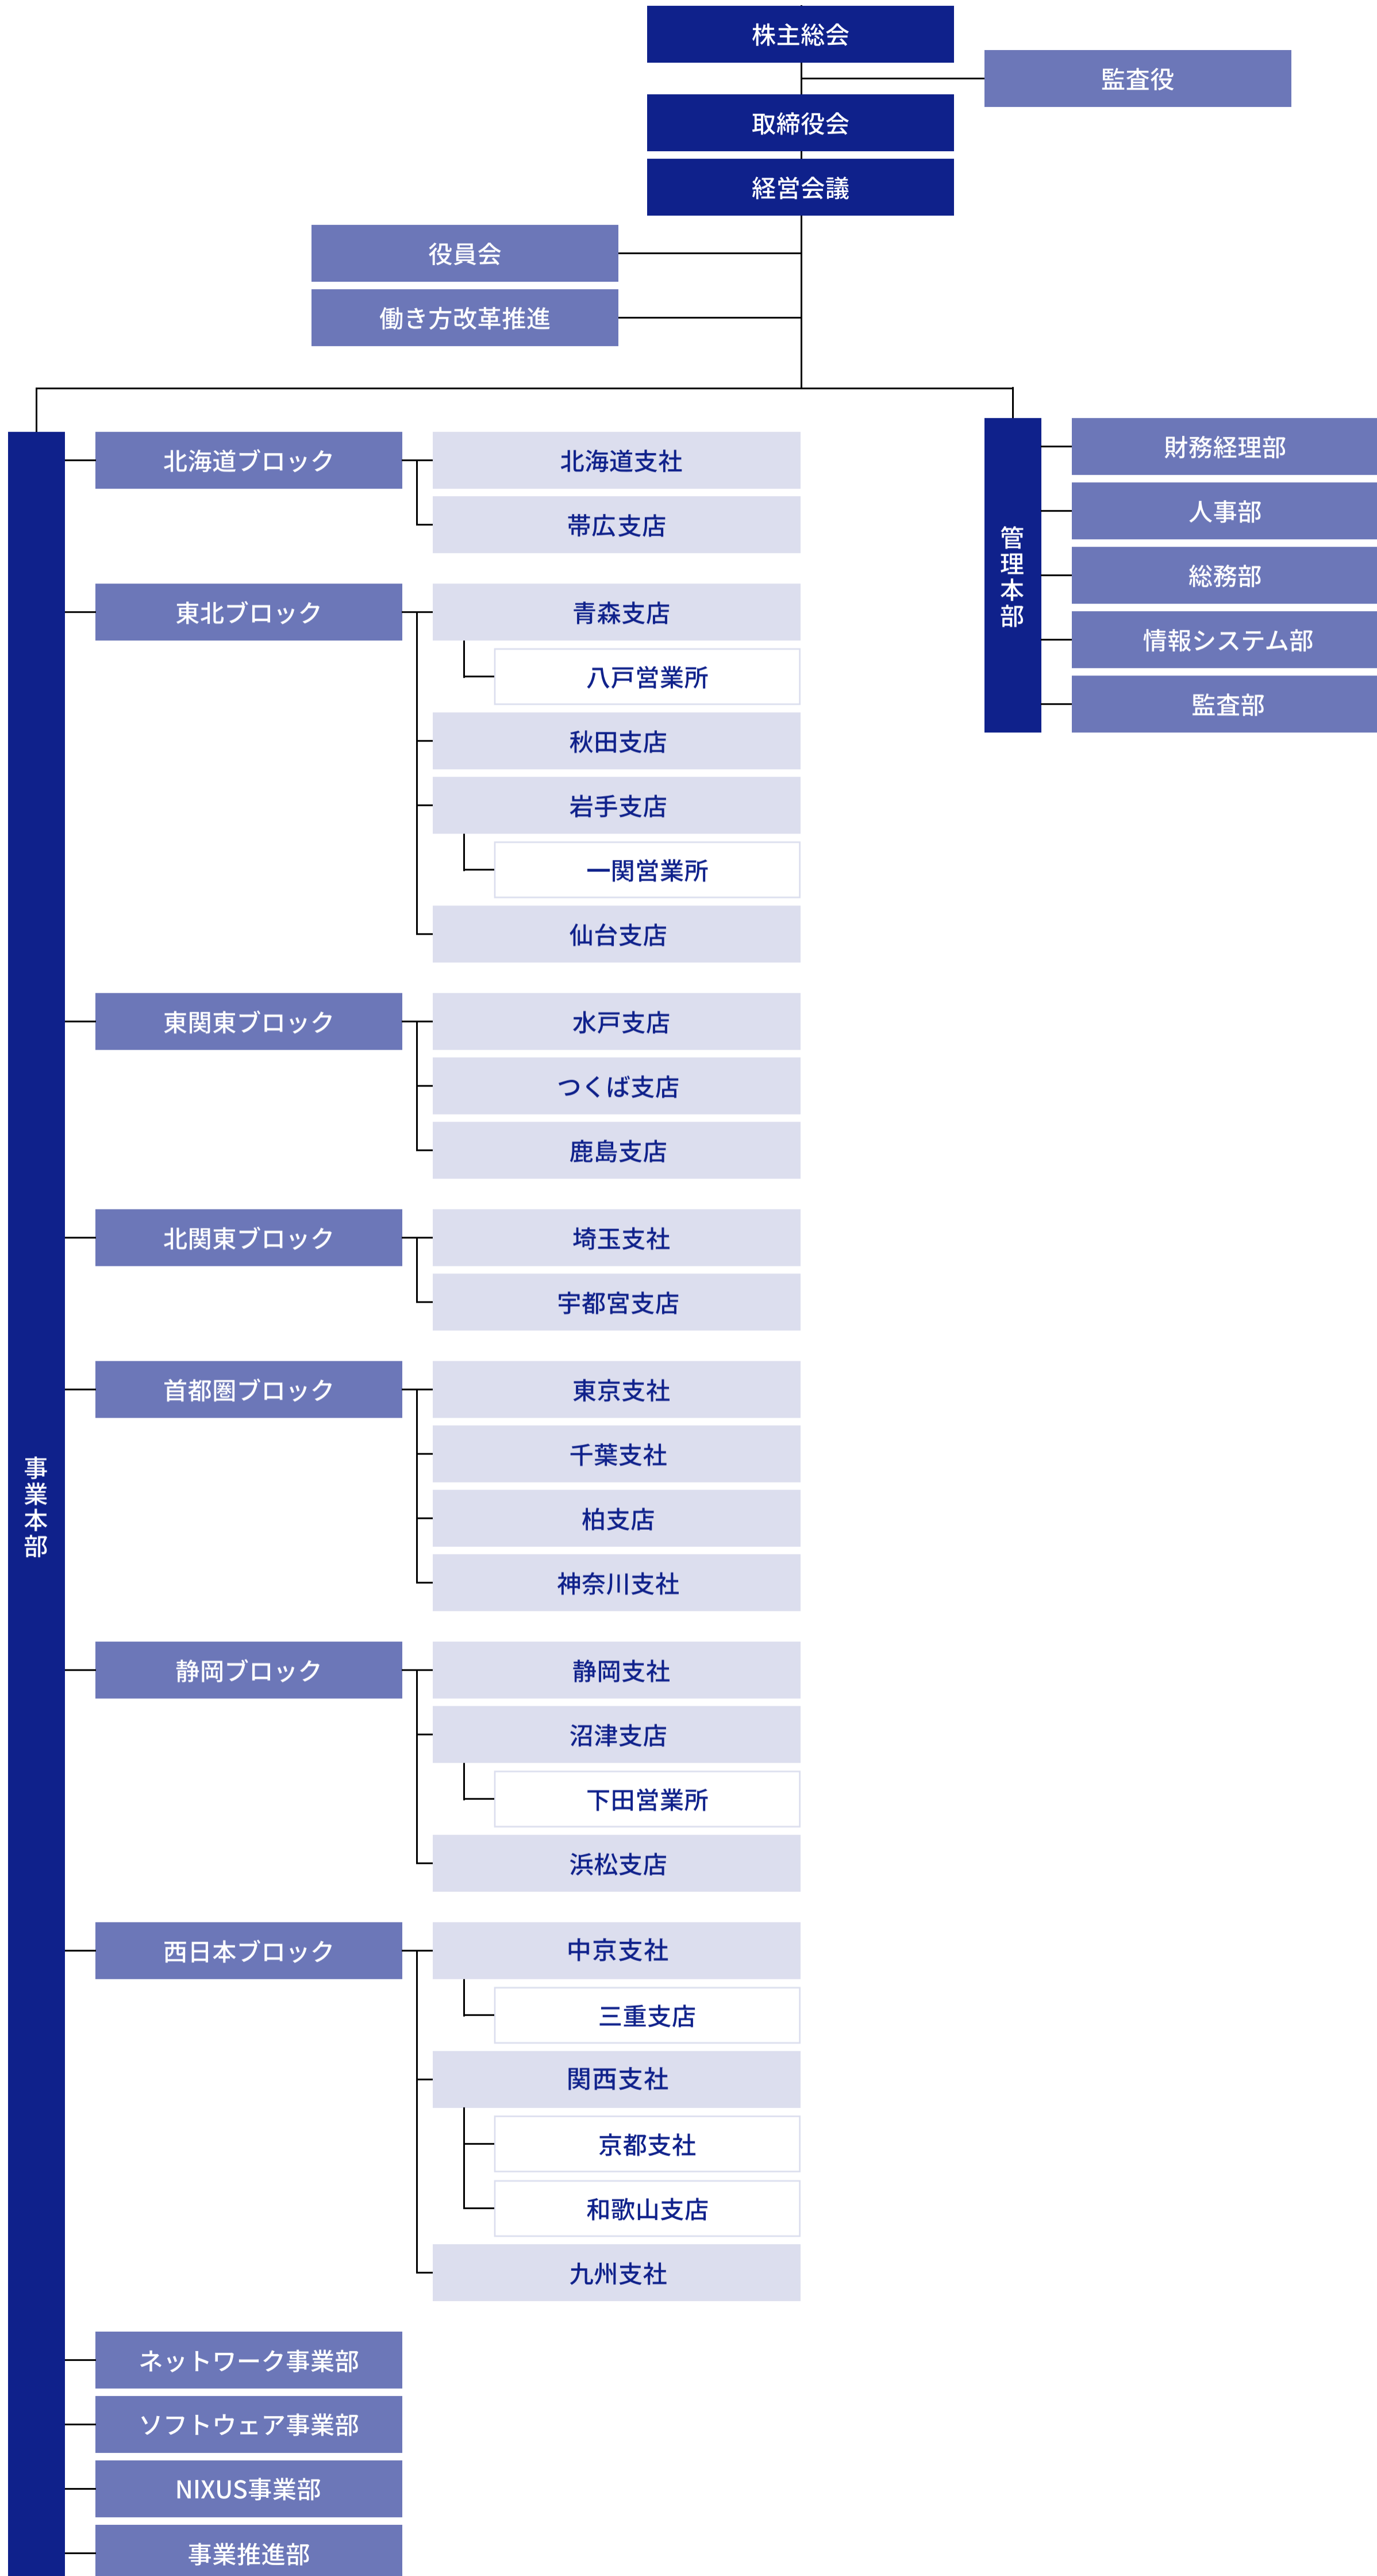 株主総会
監査役
取締役会
経営会議
役員会
働き方改革推進
事業本部
北海道ブロック
北海道支社
帯広支店
東北ブロック
青森支店
八戸営業所
秋田支店
岩手支店
一関営業所
仙台支店
東関東ブロック
水戸支店
つくば支店
鹿島支店
北関東ブロック
埼玉支社
宇都宮支店
首都圏ブロック
東京支社
千葉支社
柏支店
神奈川支社
静岡ブロック
静岡支社
沼津支店
下田営業所
浜松支店
西日本ブロック
中京支社
三重支店
関西支社
京都支社
和歌山支店
九州支社
ネットワーク事業部
ソフトウェア事業部
NIXUS事業部
事業推進部
管理本部
財務経理部
人事部
総務部
情報システム部
監査部